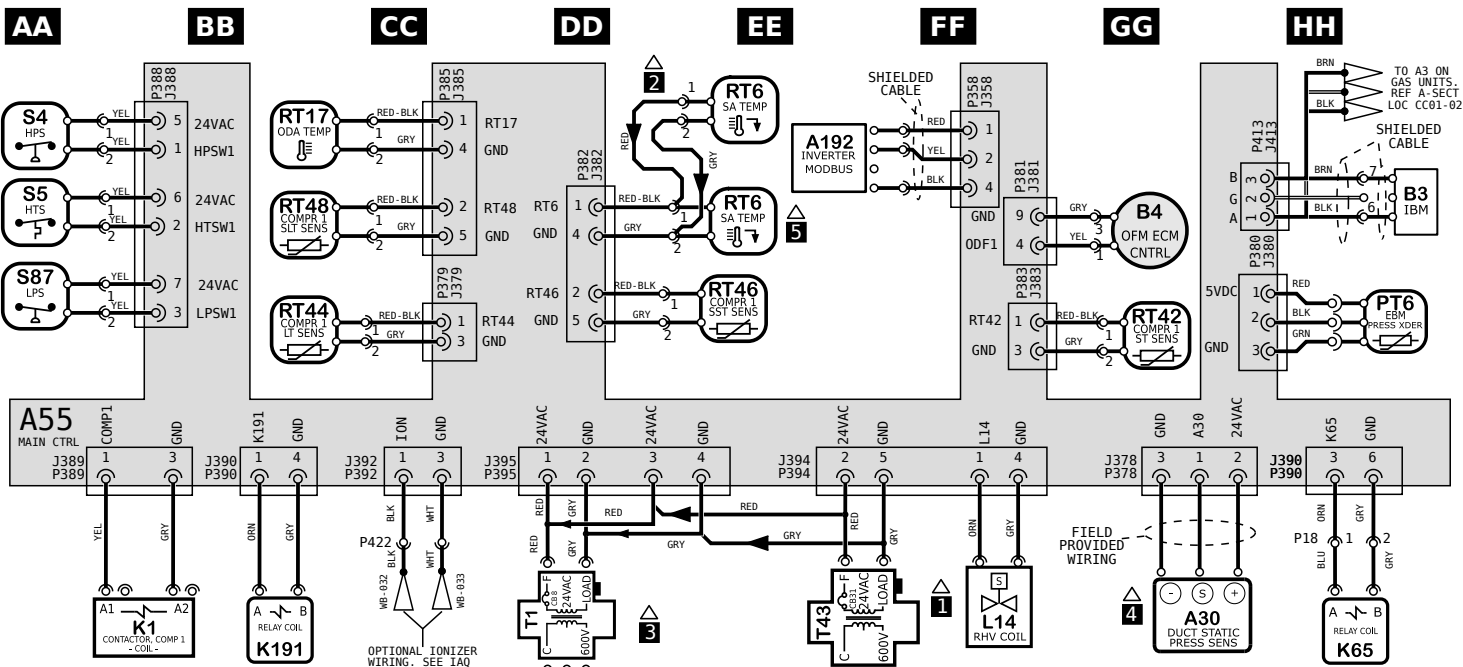 AA BB CC DD EE FF GG HH
P388
J388
S4
HPS
YEL 1
YEL 2
5 24VAC
1 HPSW1
S5
HTS
YEL 1
YEL 2
6 24VAC
2 HTSW1
S87
LPS
YEL 1
YEL 2
7 24VAC
3 LPSW1
P385
J385
RT17
ODA TEMP
RED-BLK 1
GRY 2
1 RT17
4 GND
RT48
COMPR 1
SLT SENS
RED-BLK 1
GRY 2
2 RT48
5 GND
P379
J379
RT44
COMPR 1
LT SENS
RED-BLK 1
GRY 2
1 RT44
3 GND
P382
J382
2
RT6
SA TEMP
1
2
RED
GRY
RT6 1 RED-BLK 1
GND 4 GRY 2
RT6
SA TEMP
5
RT46 2 RED-BLK 1
GND 5 GRY 2
RT46
COMPR 1
SST SENS
SHIELDED
CABLE
P358
J358
A192
INVERTER
MODBUS
RED 1
YEL 2
BLK 4
P381
J381
GND 9 GRY 3
ODF1 4 YEL 1
B4
OFM ECM
CNTRL
P383
J383
RT42 1 RED-BLK 1
GND 3 GRY 2
RT42
COMPR 1
ST SENS
BRN
BLK
TO A3 ON
GAS UNITS.
REF A-SECT
LOC CC01-02
SHIELDED
CABLE
P413
J413
B 3 BRN 7
G 2
A 1 BLK 6
B3
IBM
P380
J380
5VDC 1 RED
2 BLK
GND 3 GRN
PT6
EBM
PRESS XDER
A55
MAIN CTRL
COMP1 GND
J389 1 3
P389
YEL GRY
A1 A2
K1
CONTACTOR, COMP 1
- COIL -
K191 GND
J390 1 4
P390
ORN GRY
A B
RELAY COIL
K191
ION GND
J392 1 3
P392
BLK WHT
P422
BLK WHT
WB-032 WB-033
OPTIONAL IONIZER
WIRING. SEE IAQ
24VAC GND 24VAC GND
J395 1 2 3 4
P395
RED GRY RED RED
RED GRY GRY GRY
T1
F
CB8
24VAC
LOAD
C
600V
3
24VAC GND
J394 2 5
P394
RED GRY
T43
F
CB31
24VAC
LOAD
C
600V
1
L14 GND
1 4
ORN GRY
S
L14
RHV COIL
GND A30 24VAC
J378 3 1 2
P378
FIELD
PROVIDED
WIRING
4
- S +
A30
DUCT STATIC
PRESS SENS
K65 GND
J390 3 6
P390
ORN GRY
P18 1 2
BLU GRY
A B
RELAY COIL
K65